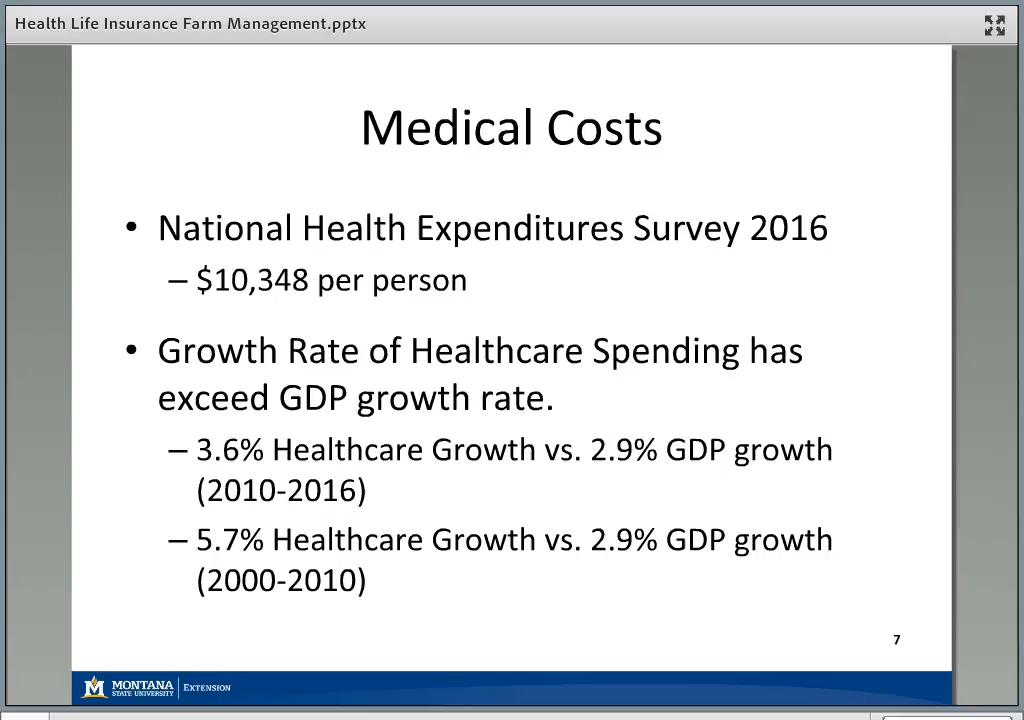 Health Life Insurance Farm Management.pptx
Medical Costs
• National Health Expenditures Survey 2016
– $10,348 per person
• Growth Rate of Healthcare Spending has
exceed GDP growth rate.
– 3.6% Healthcare Growth vs. 2.9% GDP growth
(2010-2016)
– 5.7% Healthcare Growth vs. 2.9% GDP growth
(2000-2010)
7
MONTANA
STATE UNIVERSITY
EXTENSION